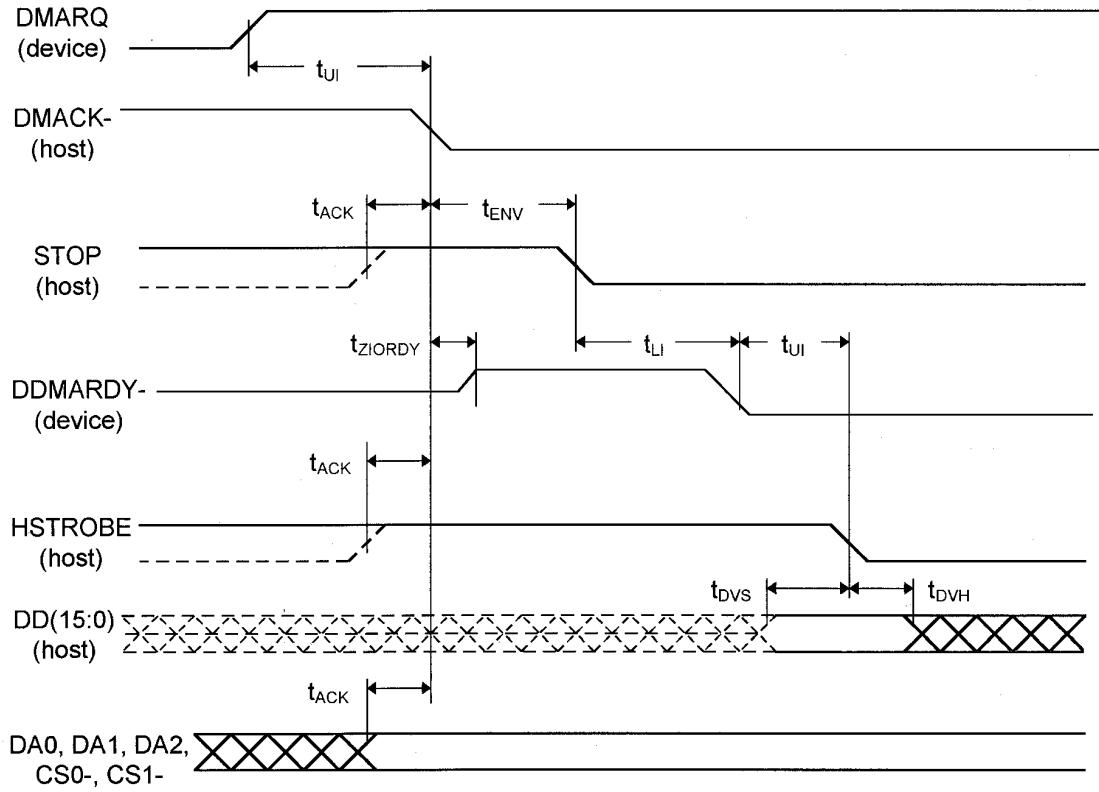 DMARQ
(device)
tUI
DMACK-
(host)
tACK
tENV
STOP
(host)
tZIORDY
tLI
tUI
DDMARDY-
(device)
tACK
HSTROBE
(host)
tDVS
tDVH
DD(15:0)
(host)
tACK
DA0, DA1, DA2,
CS0-, CS1-